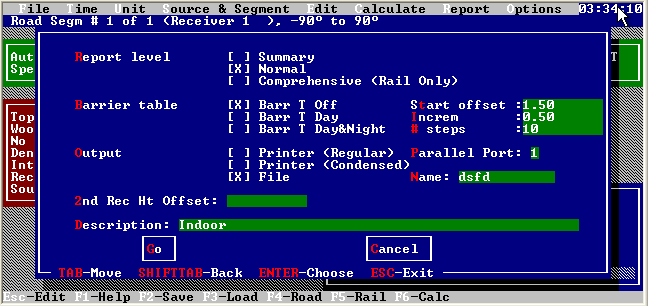 File Time Unit Source & Segment Edit Calculate Report Options 03:34:10
Road Segm # 1 of 1 (Receiver 1 ), -90° to 90°
Report level [ ] Summary
[X] Normal
[ ] Comprehensive (Rail Only)
Barrier table [X] Barr T Off Start offset :1.50
[ ] Barr T Day Increm :0.50
[ ] Barr T Day&Night # steps :10
Output [ ] Printer (Regular) Parallel Port: 1
[ ] Printer (Condensed)
[X] File Name: dsfd
2nd Rec Ht Offset:
Description: Indoor
Go Cancel
TAB-Move SHIFTTAB-Back ENTER-Choose ESC-Exit
Aut
Spe
T
Top
Woo
No
Den
Int
Rec
Sou
Esc-Edit F1-Help F2-Save F3-Load F4-Road F5-Rail F6-Calc